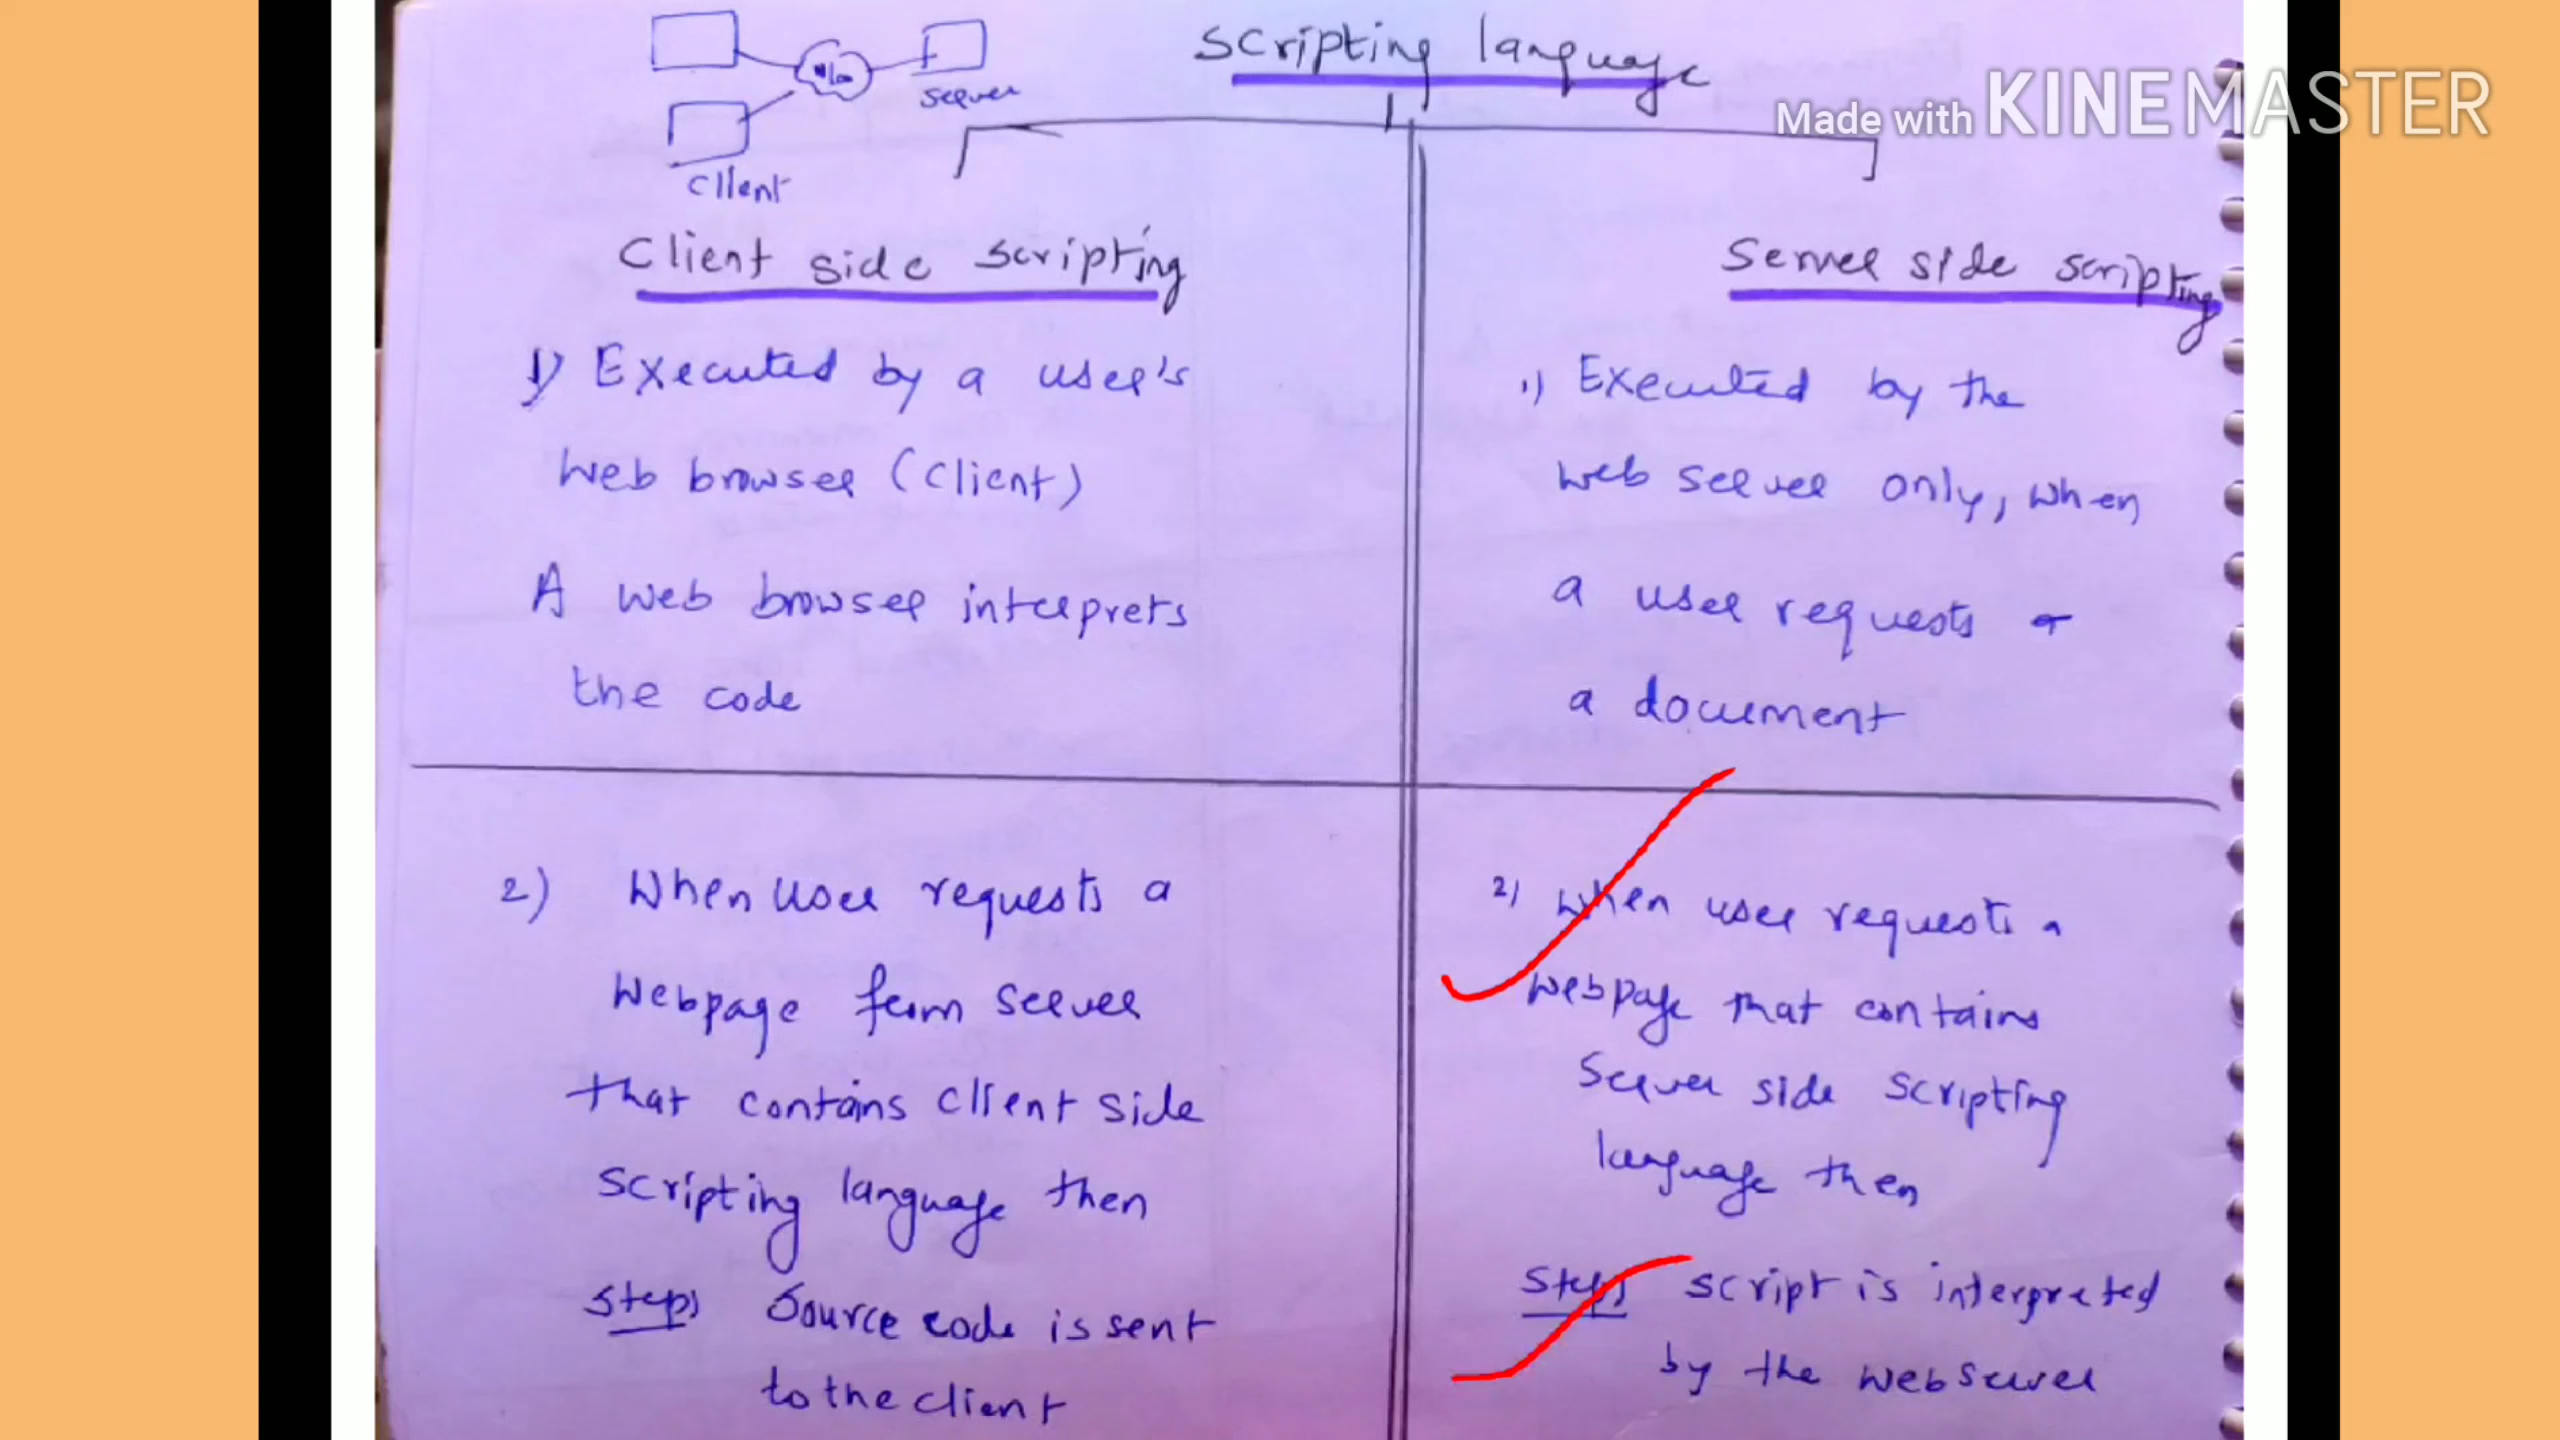 Scripting language
Made with KINEMASTER
server
client
Client side scripting
1) Executed by a user's
web browser (client)
A web browser interprets
the code
2) When user requests a
webpage from server
that contains client side
scripting language then
Steps Source code is sent
to the client
Server side scripting
1) Executed by the
web server only, when
a user requests
a document
2) When user requests a
webpage that contains
server side scripting
language then
Steps script is interpreted
by the web server